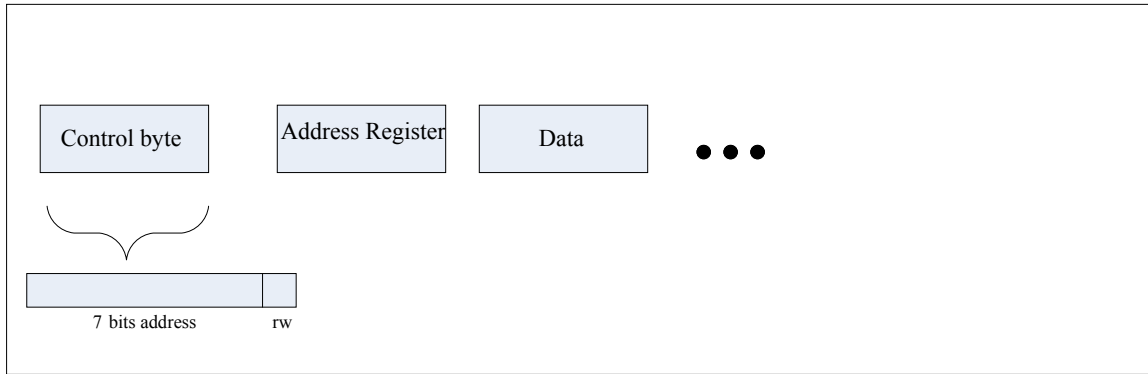 Control byte
Address Register
Data
7 bits address
rw